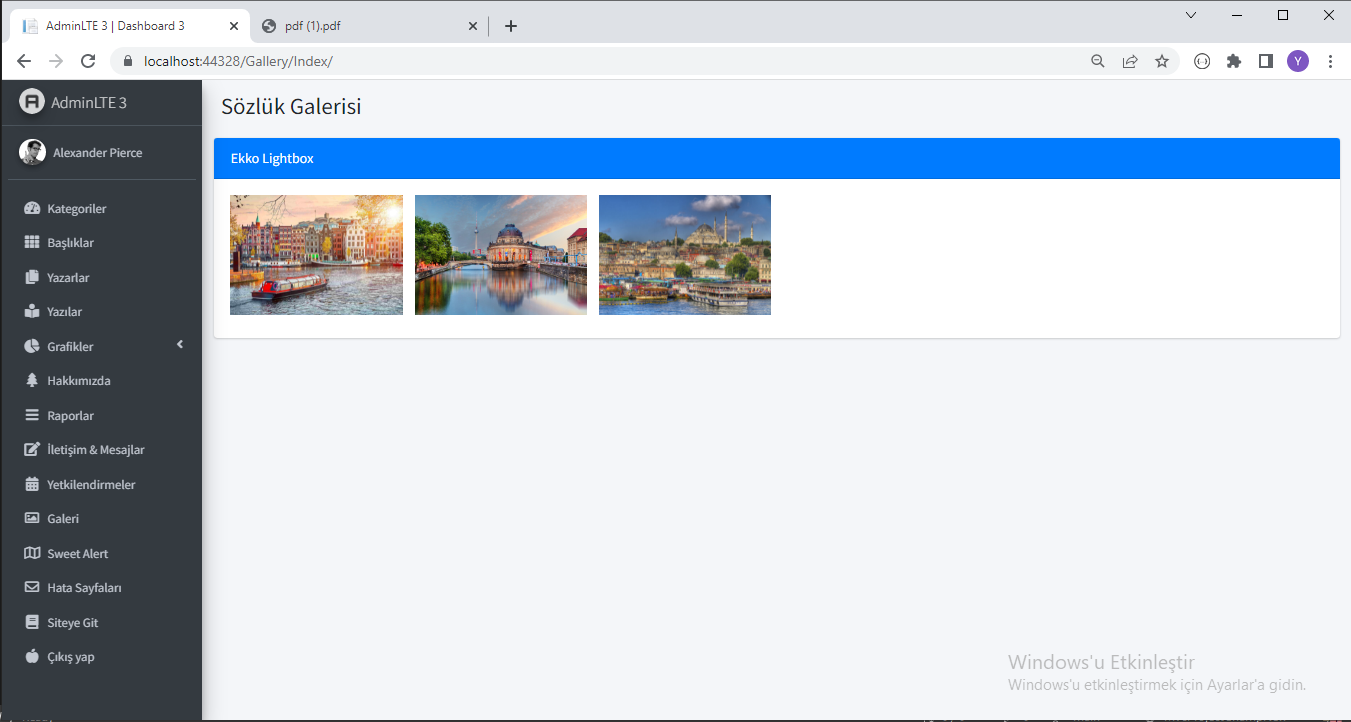 AdminLTE 3 | Dashboard 3
pdf (1).pdf
localhost:44328/Gallery/Index/
Y
AdminLTE 3
Alexander Pierce
Kategoriler
Başlıklar
Yazarlar
Yazılar
Grafikler
Hakkımızda
Raporlar
İletişim & Mesajlar
Yetkilendirmeler
Galeri
Sweet Alert
Hata Sayfaları
Siteye Git
Çıkış yap
Sözlük Galerisi
Ekko Lightbox
Windows'u Etkinleştir
Windows'u etkinleştirmek için Ayarlar'a gidin.